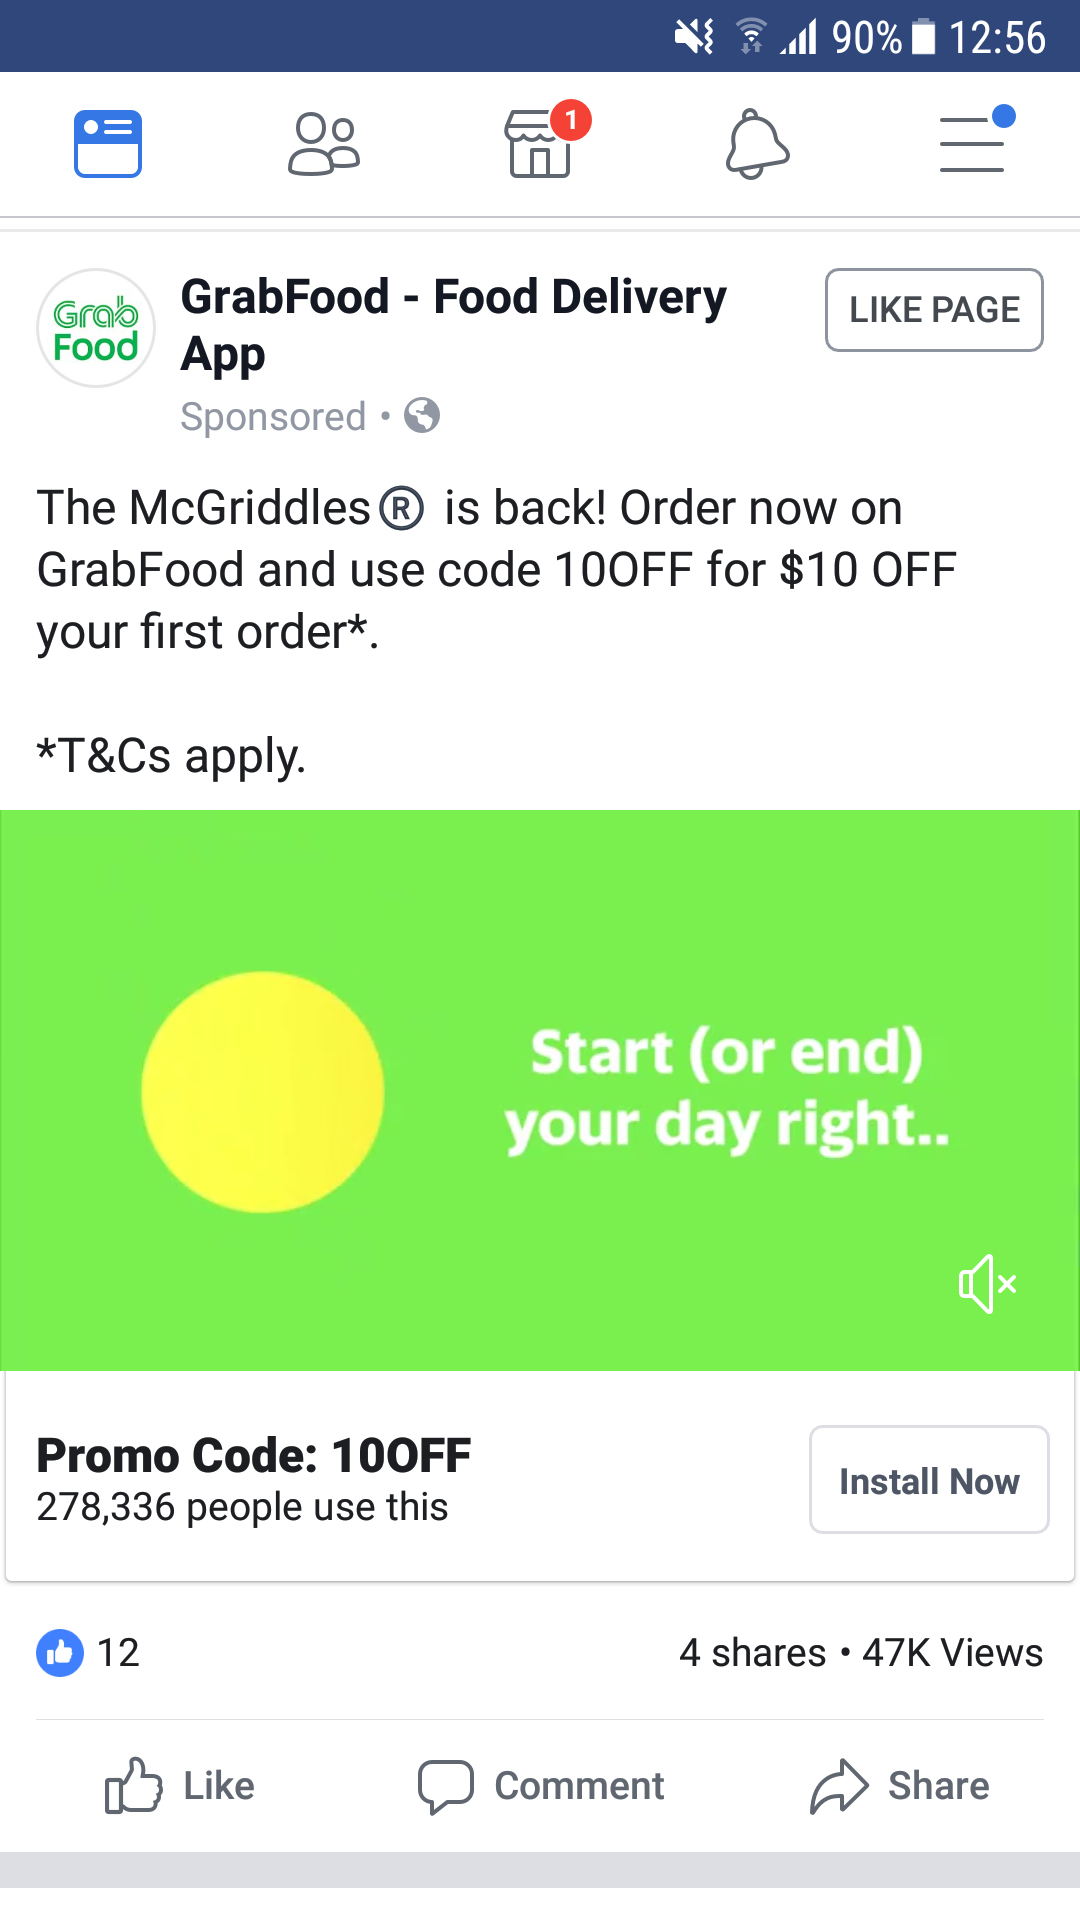 90% 12:56
1
Grab
Food
GrabFood - Food Delivery
App
LIKE PAGE
Sponsored •
The McGriddles® is back! Order now on
GrabFood and use code 10OFF for $10 OFF
your first order*.
*T&Cs apply.
Start (or end)
your day right..
Promo Code: 10OFF
278,336 people use this
Install Now
12
4 shares • 47K Views
Like
Comment
Share